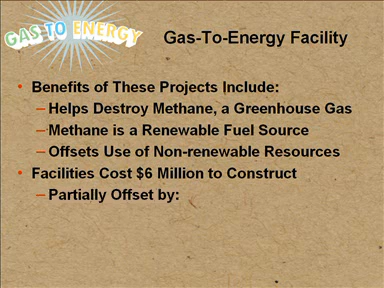 GAS TO ENERGY
Gas-To-Energy Facility
• Benefits of These Projects Include:
– Helps Destroy Methane, a Greenhouse Gas
– Methane is a Renewable Fuel Source
– Offsets Use of Non-renewable Resources
• Facilities Cost $6 Million to Construct
– Partially Offset by: